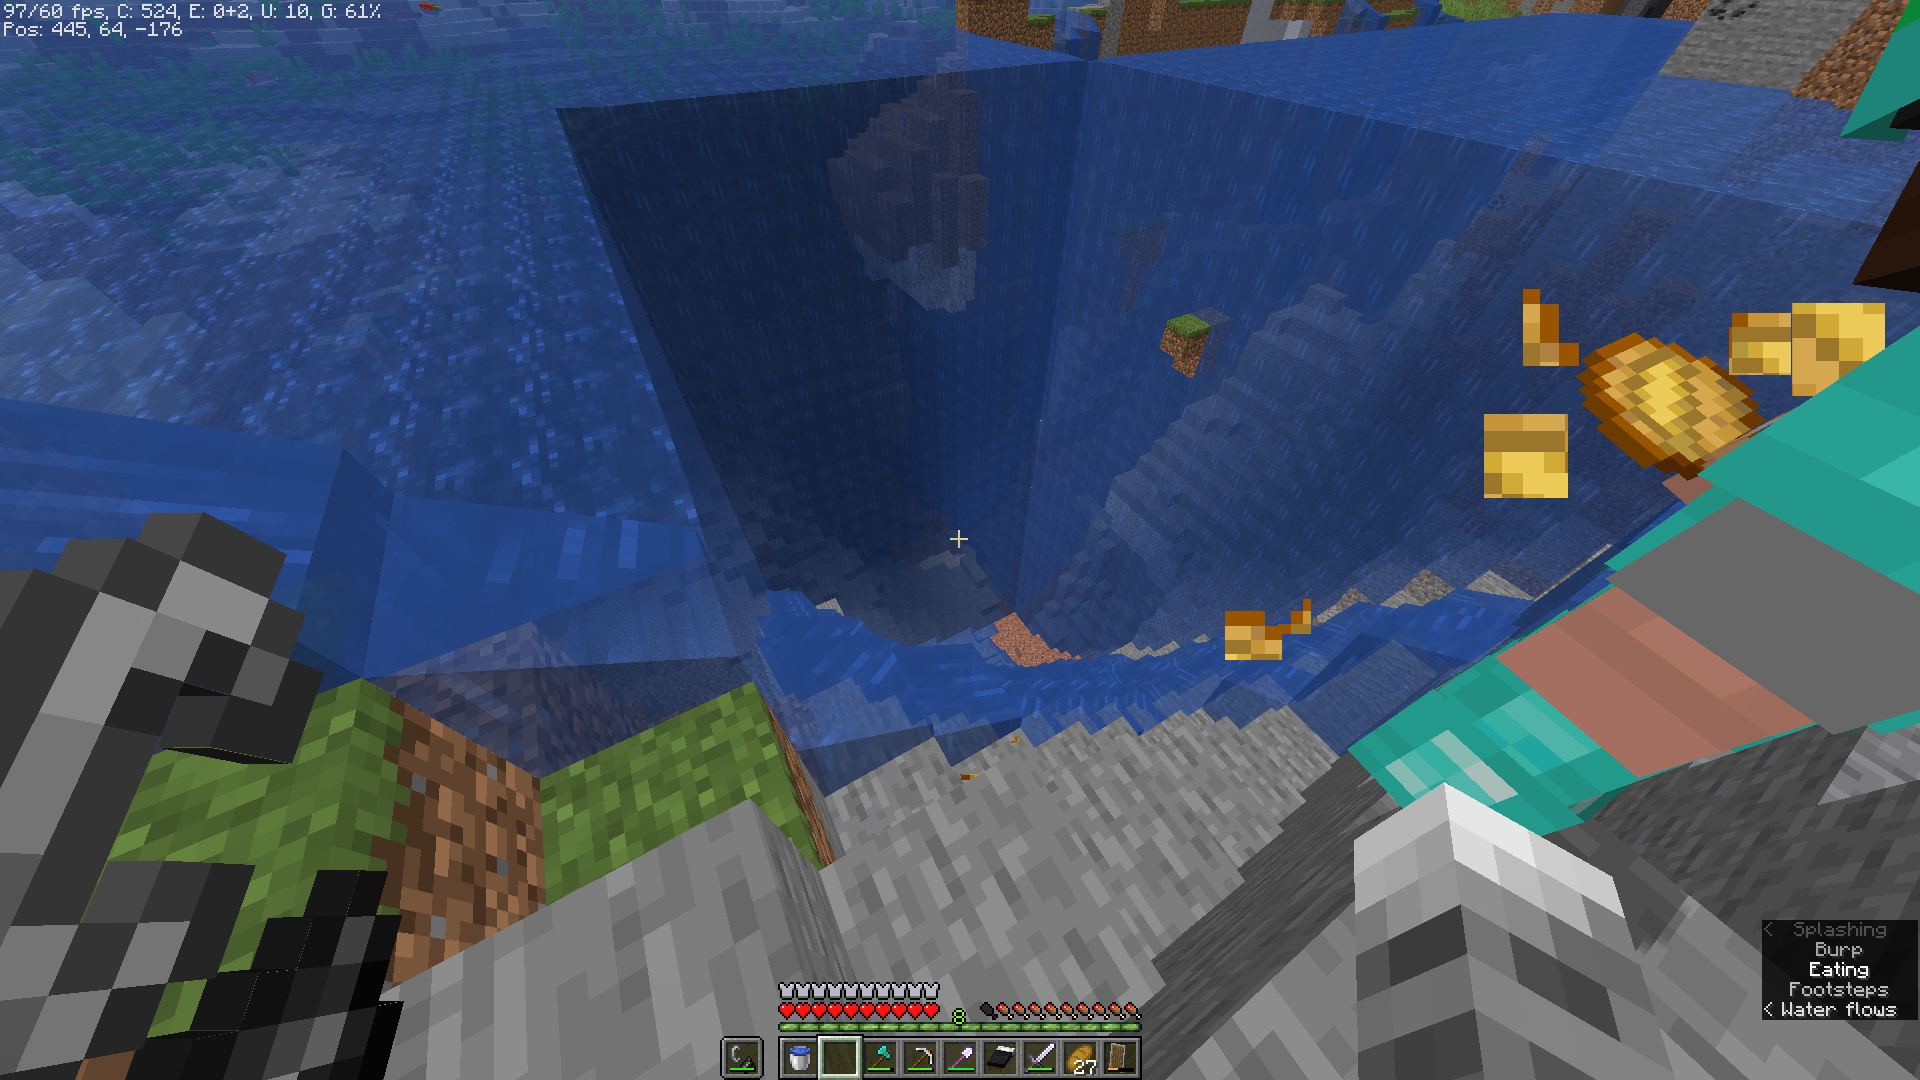 97/60 fps, C: 524, E: 0+2, U: 10, G: 61%
Pos: 445, 64, -176
< Splashing
Burp
Eating
Footsteps
< Water flows
8
27